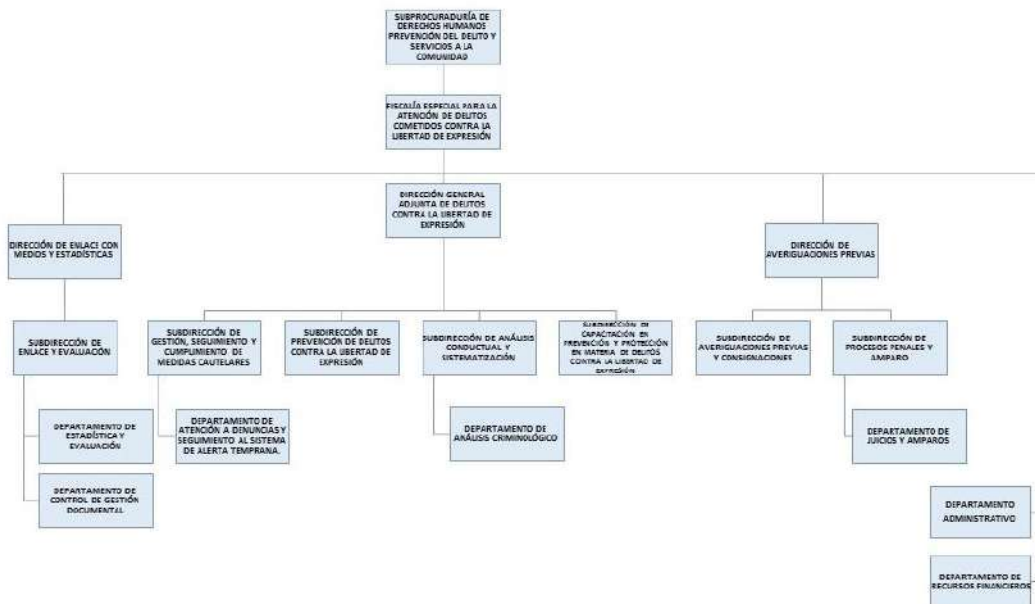 SUBPROCURADURÍA DE
DERECHOS HUMANOS
PREVENCIÓN DEL DELITO Y
SERVICIOS A LA
COMUNIDAD
FISCALÍA ESPECIAL PARA LA
ATENCIÓN DE DELITOS
COMETIDOS CONTRA LA
LIBERTAD DE EXPRESIÓN
DIRECCIÓN GENERAL
ADJUNTA DE DELITOS
CONTRA LA LIBERTAD DE
EXPRESIÓN
DIRECCIÓN DE ENLACE CON
MEDIOS Y ESTADÍSTICAS
DIRECCIÓN DE
AVERIGUACIONES PREVIAS
SUBDIRECCIÓN DE
ENLACE Y EVALUACIÓN
SUBDIRECCIÓN DE
GESTIÓN, SEGUIMIENTO Y
CUMPLIMIENTO DE
MEDIDAS CAUTELARES
SUBDIRECCIÓN DE
PREVENCIÓN DE DELITOS
CONTRA LA LIBERTAD DE
EXPRESIÓN
SUBDIRECCIÓN DE ANÁLISIS
CONDUCTUAL Y
SISTEMATIZACIÓN
SUBDIRECCIÓN DE
CAPACITACIÓN EN
PREVENCIÓN Y PROTECCIÓN
EN MATERIA DE DELITOS
CONTRA LA LIBERTAD DE
EXPRESIÓN
SUBDIRECCIÓN DE
AVERIGUACIONES PREVIAS
Y CONSIGNACIONES
SUBDIRECCIÓN DE
PROCESOS PENALES Y
AMPARO
DEPARTAMENTO DE
ESTADÍSTICA Y
EVALUACIÓN
DEPARTAMENTO DE
ATENCIÓN A DENUNCIAS Y
SEGUIMIENTO AL SISTEMA
DE ALERTA TEMPRANA.
DEPARTAMENTO DE
ANÁLISIS CRIMINOLÓGICO
DEPARTAMENTO DE
JUICIOS Y AMPAROS
DEPARTAMENTO DE
CONTROL DE GESTIÓN
DOCUMENTAL
DEPARTAMENTO
ADMINISTRATIVO
DEPARTAMENTO DE
RECURSOS FINANCIEROS